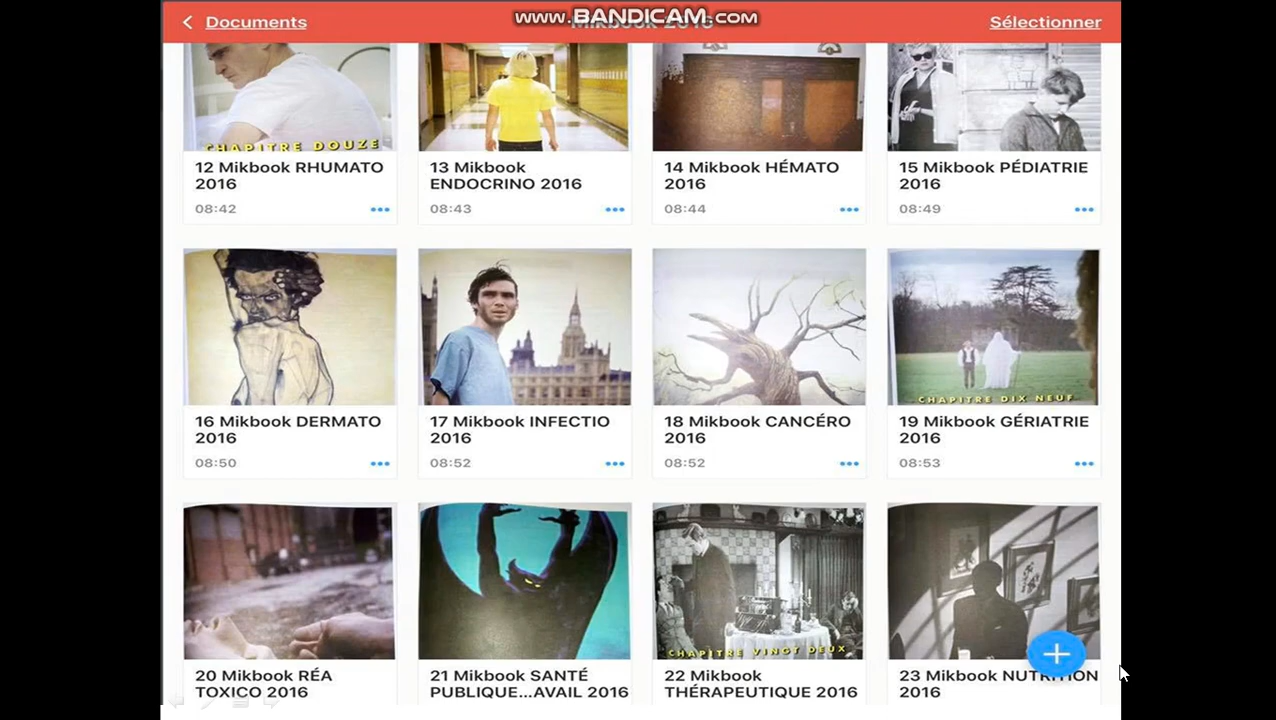 Documents
www.BANDICAM.com
Mikbook 2016
Sélectionner
CHAPITRE DOUZE
12 Mikbook RHUMATO
2016
08:42
13 Mikbook
ENDOCRINO 2016
08:43
14 Mikbook HÉMATO
2016
08:44
15 Mikbook PÉDIATRIE
2016
08:49
16 Mikbook DERMATO
2016
08:50
17 Mikbook INFECTIO
2016
08:52
18 Mikbook CANCÉRO
2016
08:52
CHAPITRE DIX NEUF
19 Mikbook GÉRIATRIE
2016
08:53
20 Mikbook RÉA
TOXICO 2016
21 Mikbook SANTÉ
PUBLIQUE...AVAIL 2016
CHAPITRE VINGT DEUX
22 Mikbook
THÉRAPEUTIQUE 2016
23 Mikbook NUTRITION
2016